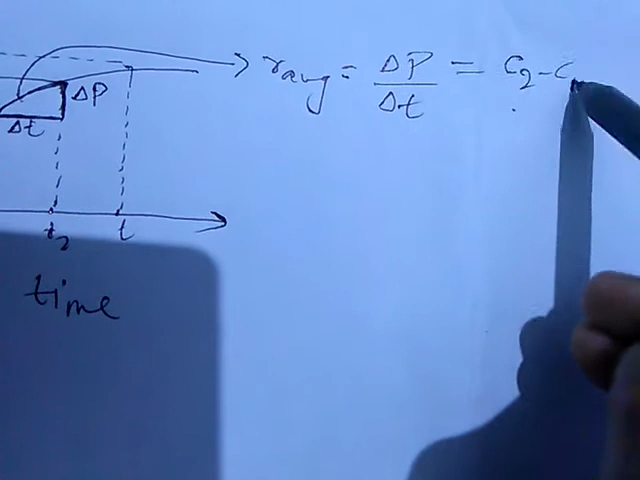 r_avg = ΔP/Δt = C₂-C
ΔP
Δt
t₂ t
time